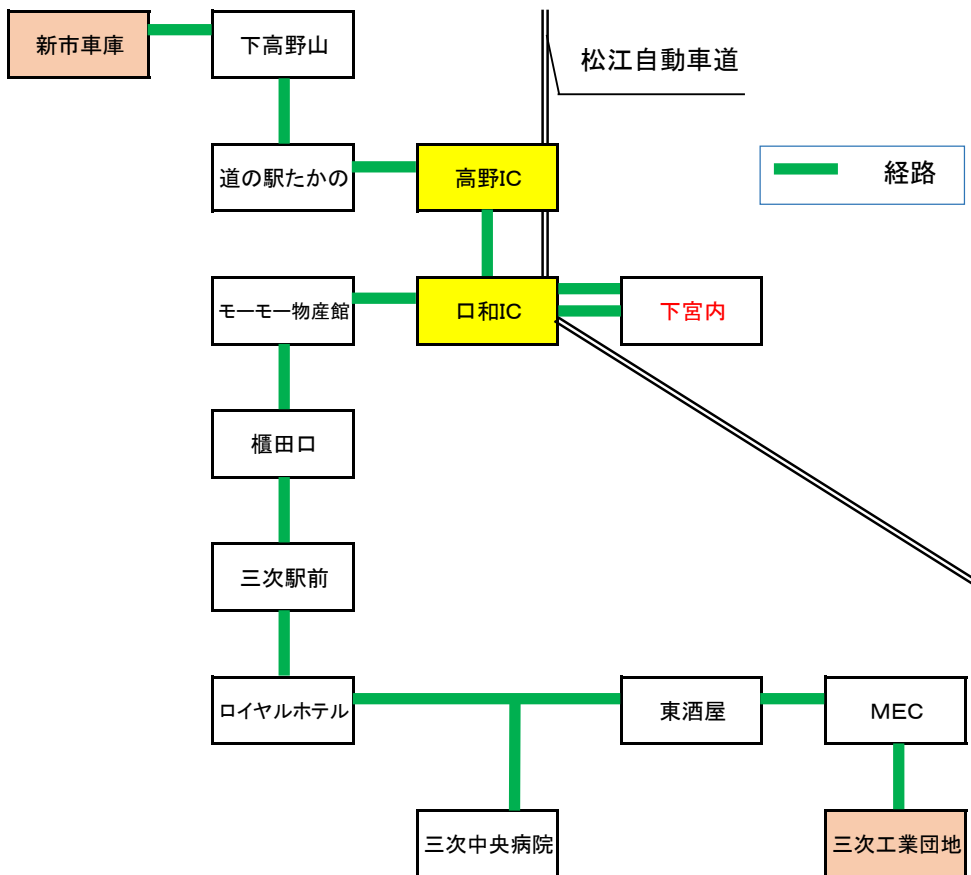 新市車庫
下高野山
松江自動車道
道の駅たかの
高野IC
経路
モーモー物産館
口和IC
下宮内
櫃田口
三次駅前
ロイヤルホテル
東酒屋
MEC
三次中央病院
三次工業団地